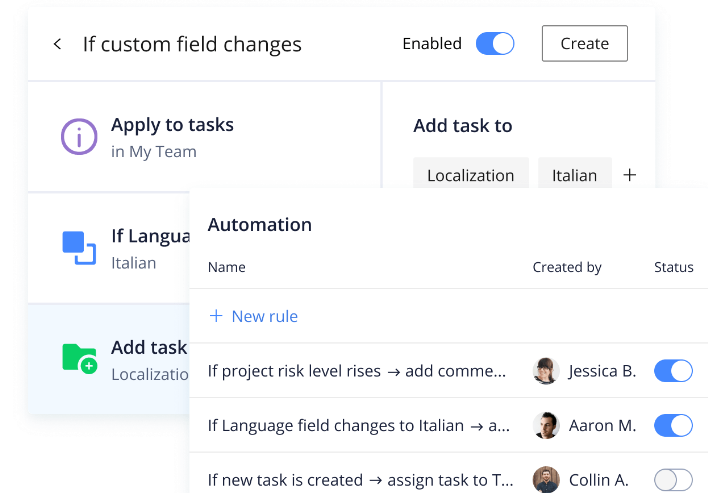 If custom field changes
Enabled
Create
Apply to tasks
in My Team
Add task to
Localization Italian +
If Langua
Italian
Add task
Localizatio
Automation
Name Created by Status
+ New rule
If project risk level rises → add comme... Jessica B.
If Language field changes to Italian → a... Aaron M.
If new task is created → assign task to T... Collin A.